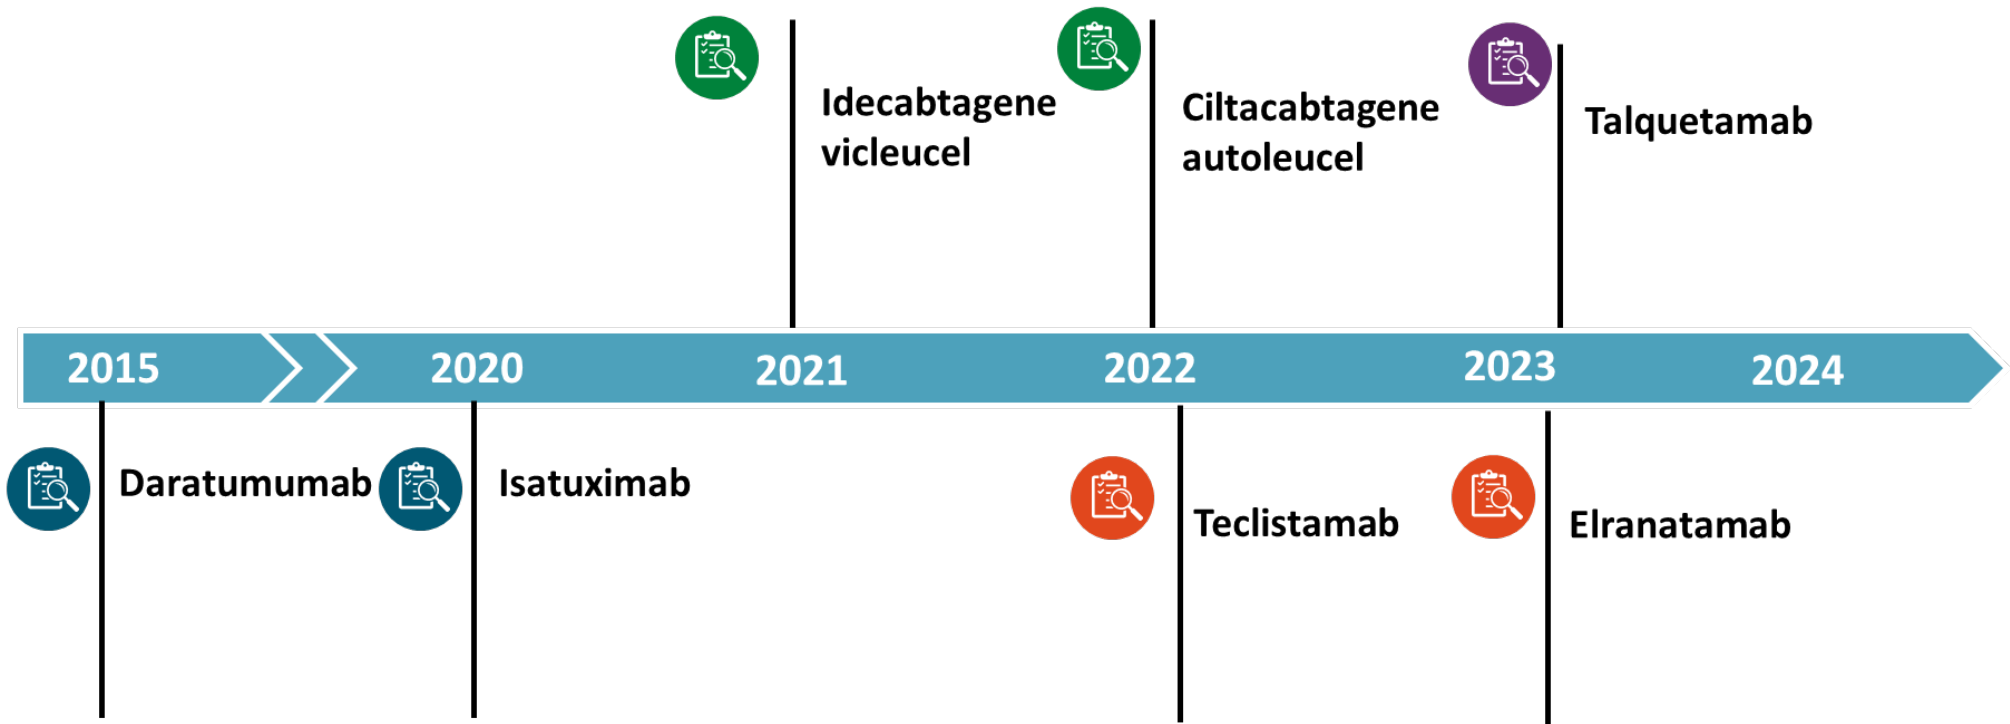 Idecabtagene
vicleucel
Ciltacabtagene
autoleucel
Talquetamab
2015
2020
2021
2022
2023
2024
Daratumumab
Isatuximab
Teclistamab
Elranatamab